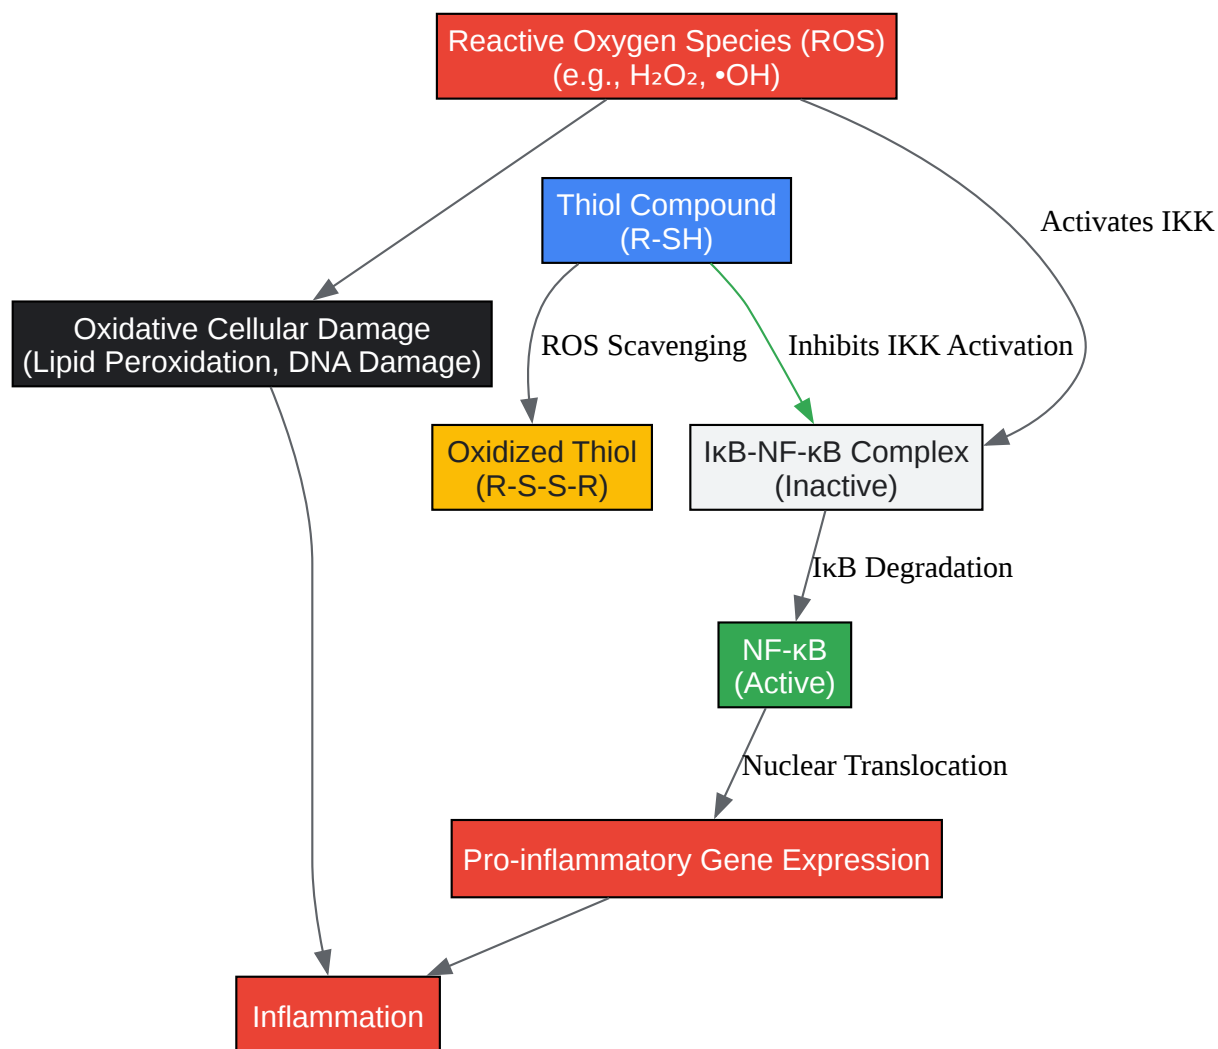 Reactive Oxygen Species (ROS)
(e.g., H₂O₂, •OH)
Thiol Compound
(R-SH)
Activates IKK
Oxidative Cellular Damage
(Lipid Peroxidation, DNA Damage)
ROS Scavenging
Inhibits IKK Activation
Oxidized Thiol
(R-S-S-R)
IκB-NF-κB Complex
(Inactive)
IκB Degradation
NF-κB
(Active)
Nuclear Translocation
Pro-inflammatory Gene Expression
Inflammation